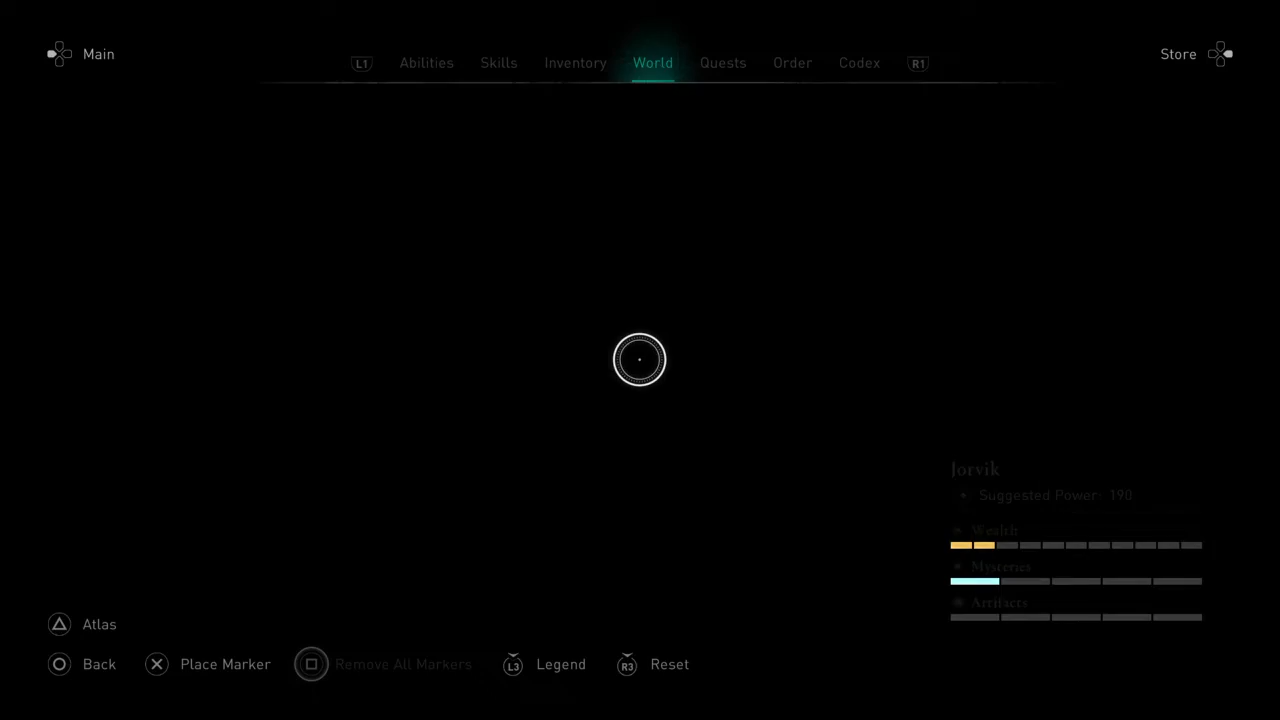 Main
L1 Abilities Skills Inventory World Quests Order Codex R1
Store
Jorvik
Suggested Power: 190
Wealth
Mysteries
Artifacts
Atlas
Back Place Marker Remove All Markers L3 Legend R3 Reset